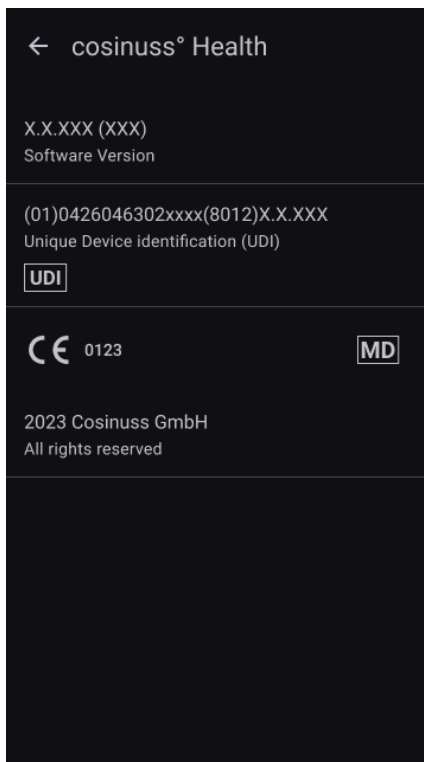 cosinuss° Health
X.X.XXX (XXX)
Software Version
(01)0426046302xxxx(8012)X.X.XXX
Unique Device identification (UDI)
UDI
CE 0123
MD
2023 Cosinuss GmbH
All rights reserved